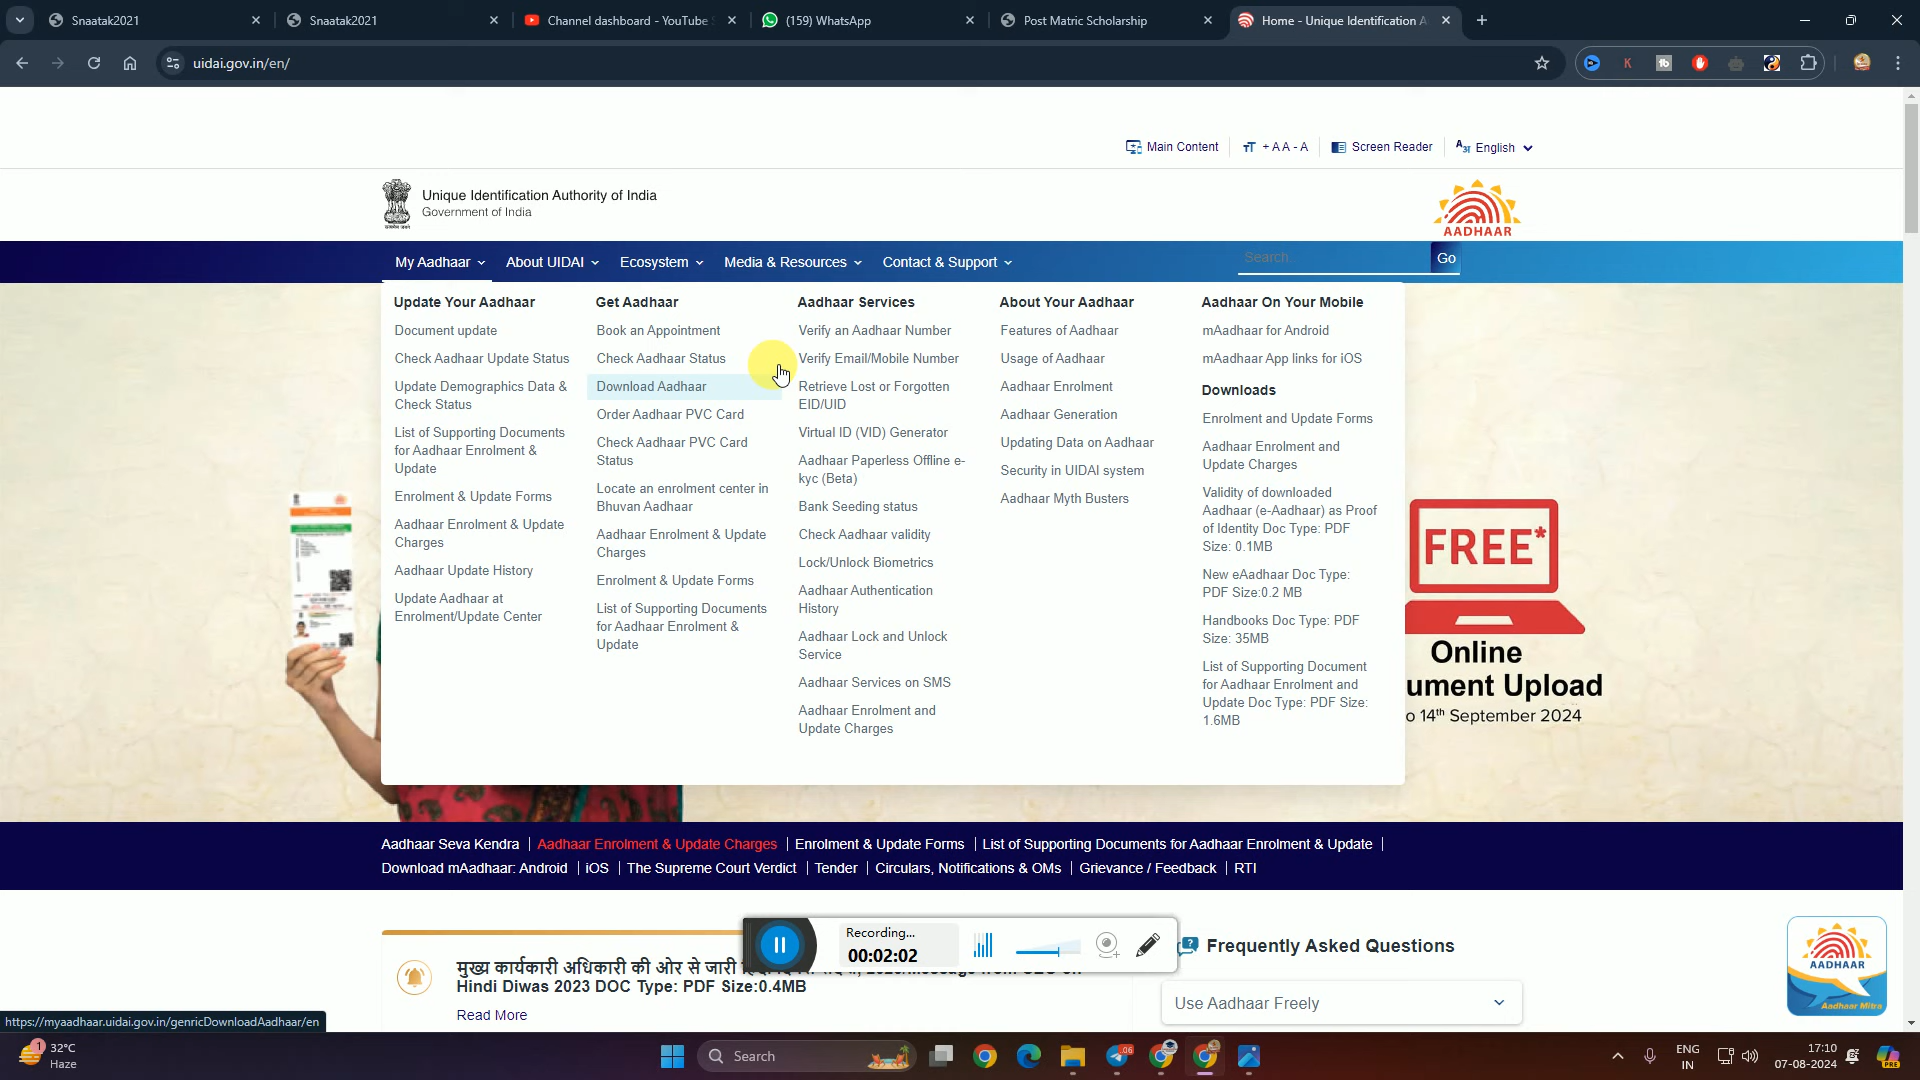 Snaatak2021
Snaatak2021
Channel dashboard - YouTube S
(159) WhatsApp
Post Matric Scholarship
Home - Unique Identification A
uidai.gov.in/en/
Main Content
+ A A - A
Screen Reader
English
Unique Identification Authority of India
Government of India
AADHAAR
My Aadhaar
About UIDAI
Ecosystem
Media & Resources
Contact & Support
Search...
Go
Update Your Aadhaar
Document update
Check Aadhaar Update Status
Update Demographics Data &
Check Status
List of Supporting Documents
for Aadhaar Enrolment &
Update
Enrolment & Update Forms
Aadhaar Enrolment & Update
Charges
Aadhaar Update History
Update Aadhaar at
Enrolment/Update Center
Get Aadhaar
Book an Appointment
Check Aadhaar Status
Download Aadhaar
Order Aadhaar PVC Card
Check Aadhaar PVC Card
Status
Locate an enrolment center in
Bhuvan Aadhaar
Aadhaar Enrolment & Update
Charges
Enrolment & Update Forms
List of Supporting Documents
for Aadhaar Enrolment &
Update
Aadhaar Services
Verify an Aadhaar Number
Verify Email/Mobile Number
Retrieve Lost or Forgotten
EID/UID
Virtual ID (VID) Generator
Aadhaar Paperless Offline e-
kyc (Beta)
Bank Seeding status
Check Aadhaar validity
Lock/Unlock Biometrics
Aadhaar Authentication
History
Aadhaar Lock and Unlock
Service
Aadhaar Services on SMS
Aadhaar Enrolment and
Update Charges
About Your Aadhaar
Features of Aadhaar
Usage of Aadhaar
Aadhaar Enrolment
Aadhaar Generation
Updating Data on Aadhaar
Security in UIDAI system
Aadhaar Myth Busters
Aadhaar On Your Mobile
mAadhaar for Android
mAadhaar App links for iOS
Downloads
Enrolment and Update Forms
Aadhaar Enrolment and
Update Charges
Validity of downloaded
Aadhaar (e-Aadhaar) as Proof
of Identity Doc Type: PDF
Size: 0.1MB
New eAadhaar Doc Type:
PDF Size:0.2 MB
Handbooks Doc Type: PDF
Size: 35MB
List of Supporting Document
for Aadhaar Enrolment and
Update Doc Type: PDF Size:
1.6MB
FREE*
Online
ument Upload
o 14th September 2024
Aadhaar Seva Kendra
Aadhaar Enrolment & Update Charges
Enrolment & Update Forms
List of Supporting Documents for Aadhaar Enrolment & Update
Download mAadhaar: Android
iOS
The Supreme Court Verdict
Tender
Circulars, Notifications & OMs
Grievance / Feedback
RTI
मुख्य कार्यकारी अधिकारी की ओर से जारी
Hindi Diwas 2023 DOC Type: PDF Size:0.4MB
Read More
Recording...
00:02:02
Frequently Asked Questions
Use Aadhaar Freely
AADHAAR
Aadhaar Mitra
https://myaadhaar.uidai.gov.in/genricDownloadAadhaar/en
1
32°C
Haze
Search
.06
ENG
IN
17:10
07-08-2024
PRE